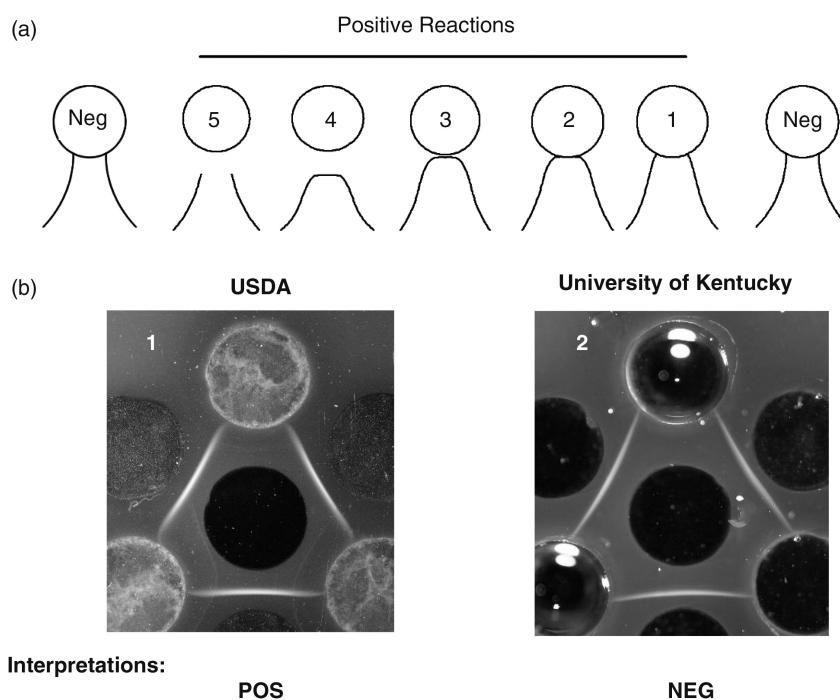 (a)
Positive Reactions
Neg 5 4 3 2 1 Neg
(b)
USDA
University of Kentucky
1
2
Interpretations:
POS
NEG